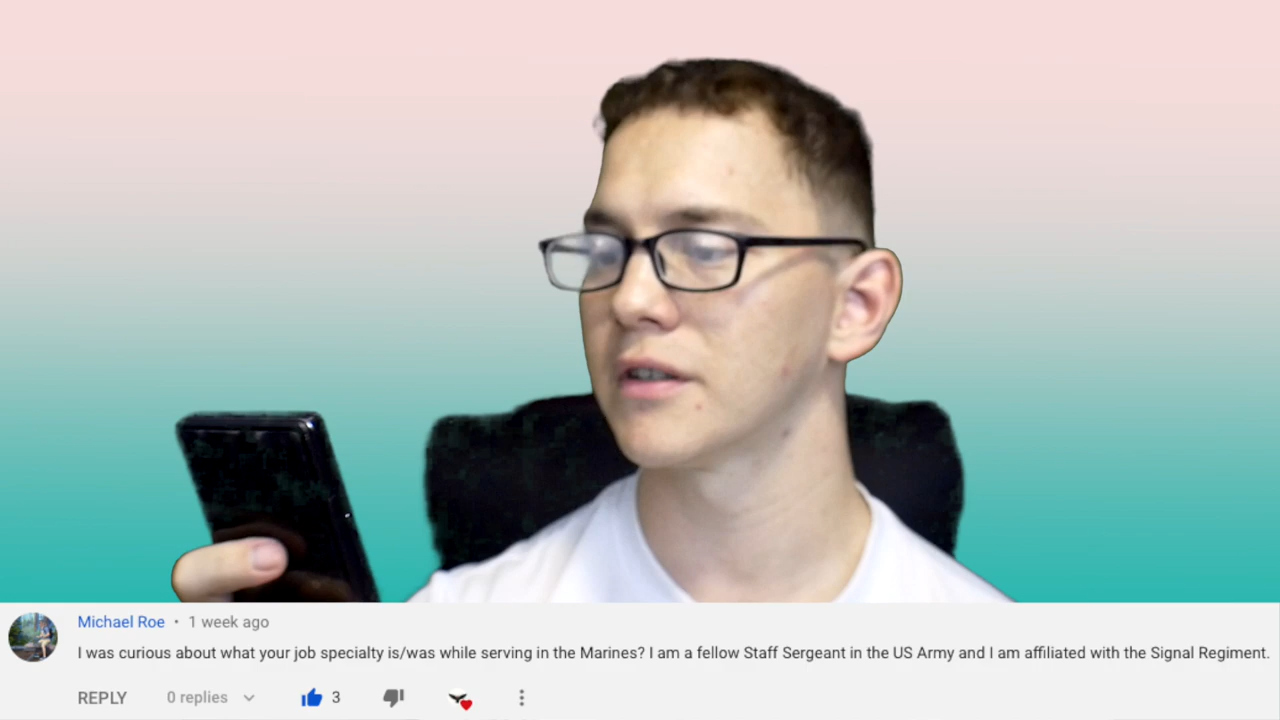 Michael Roe • 1 week ago
I was curious about what your job specialty is/was while serving in the Marines? I am a fellow Staff Sergeant in the US Army and I am affiliated with the Signal Regiment.
REPLY 0 replies 3